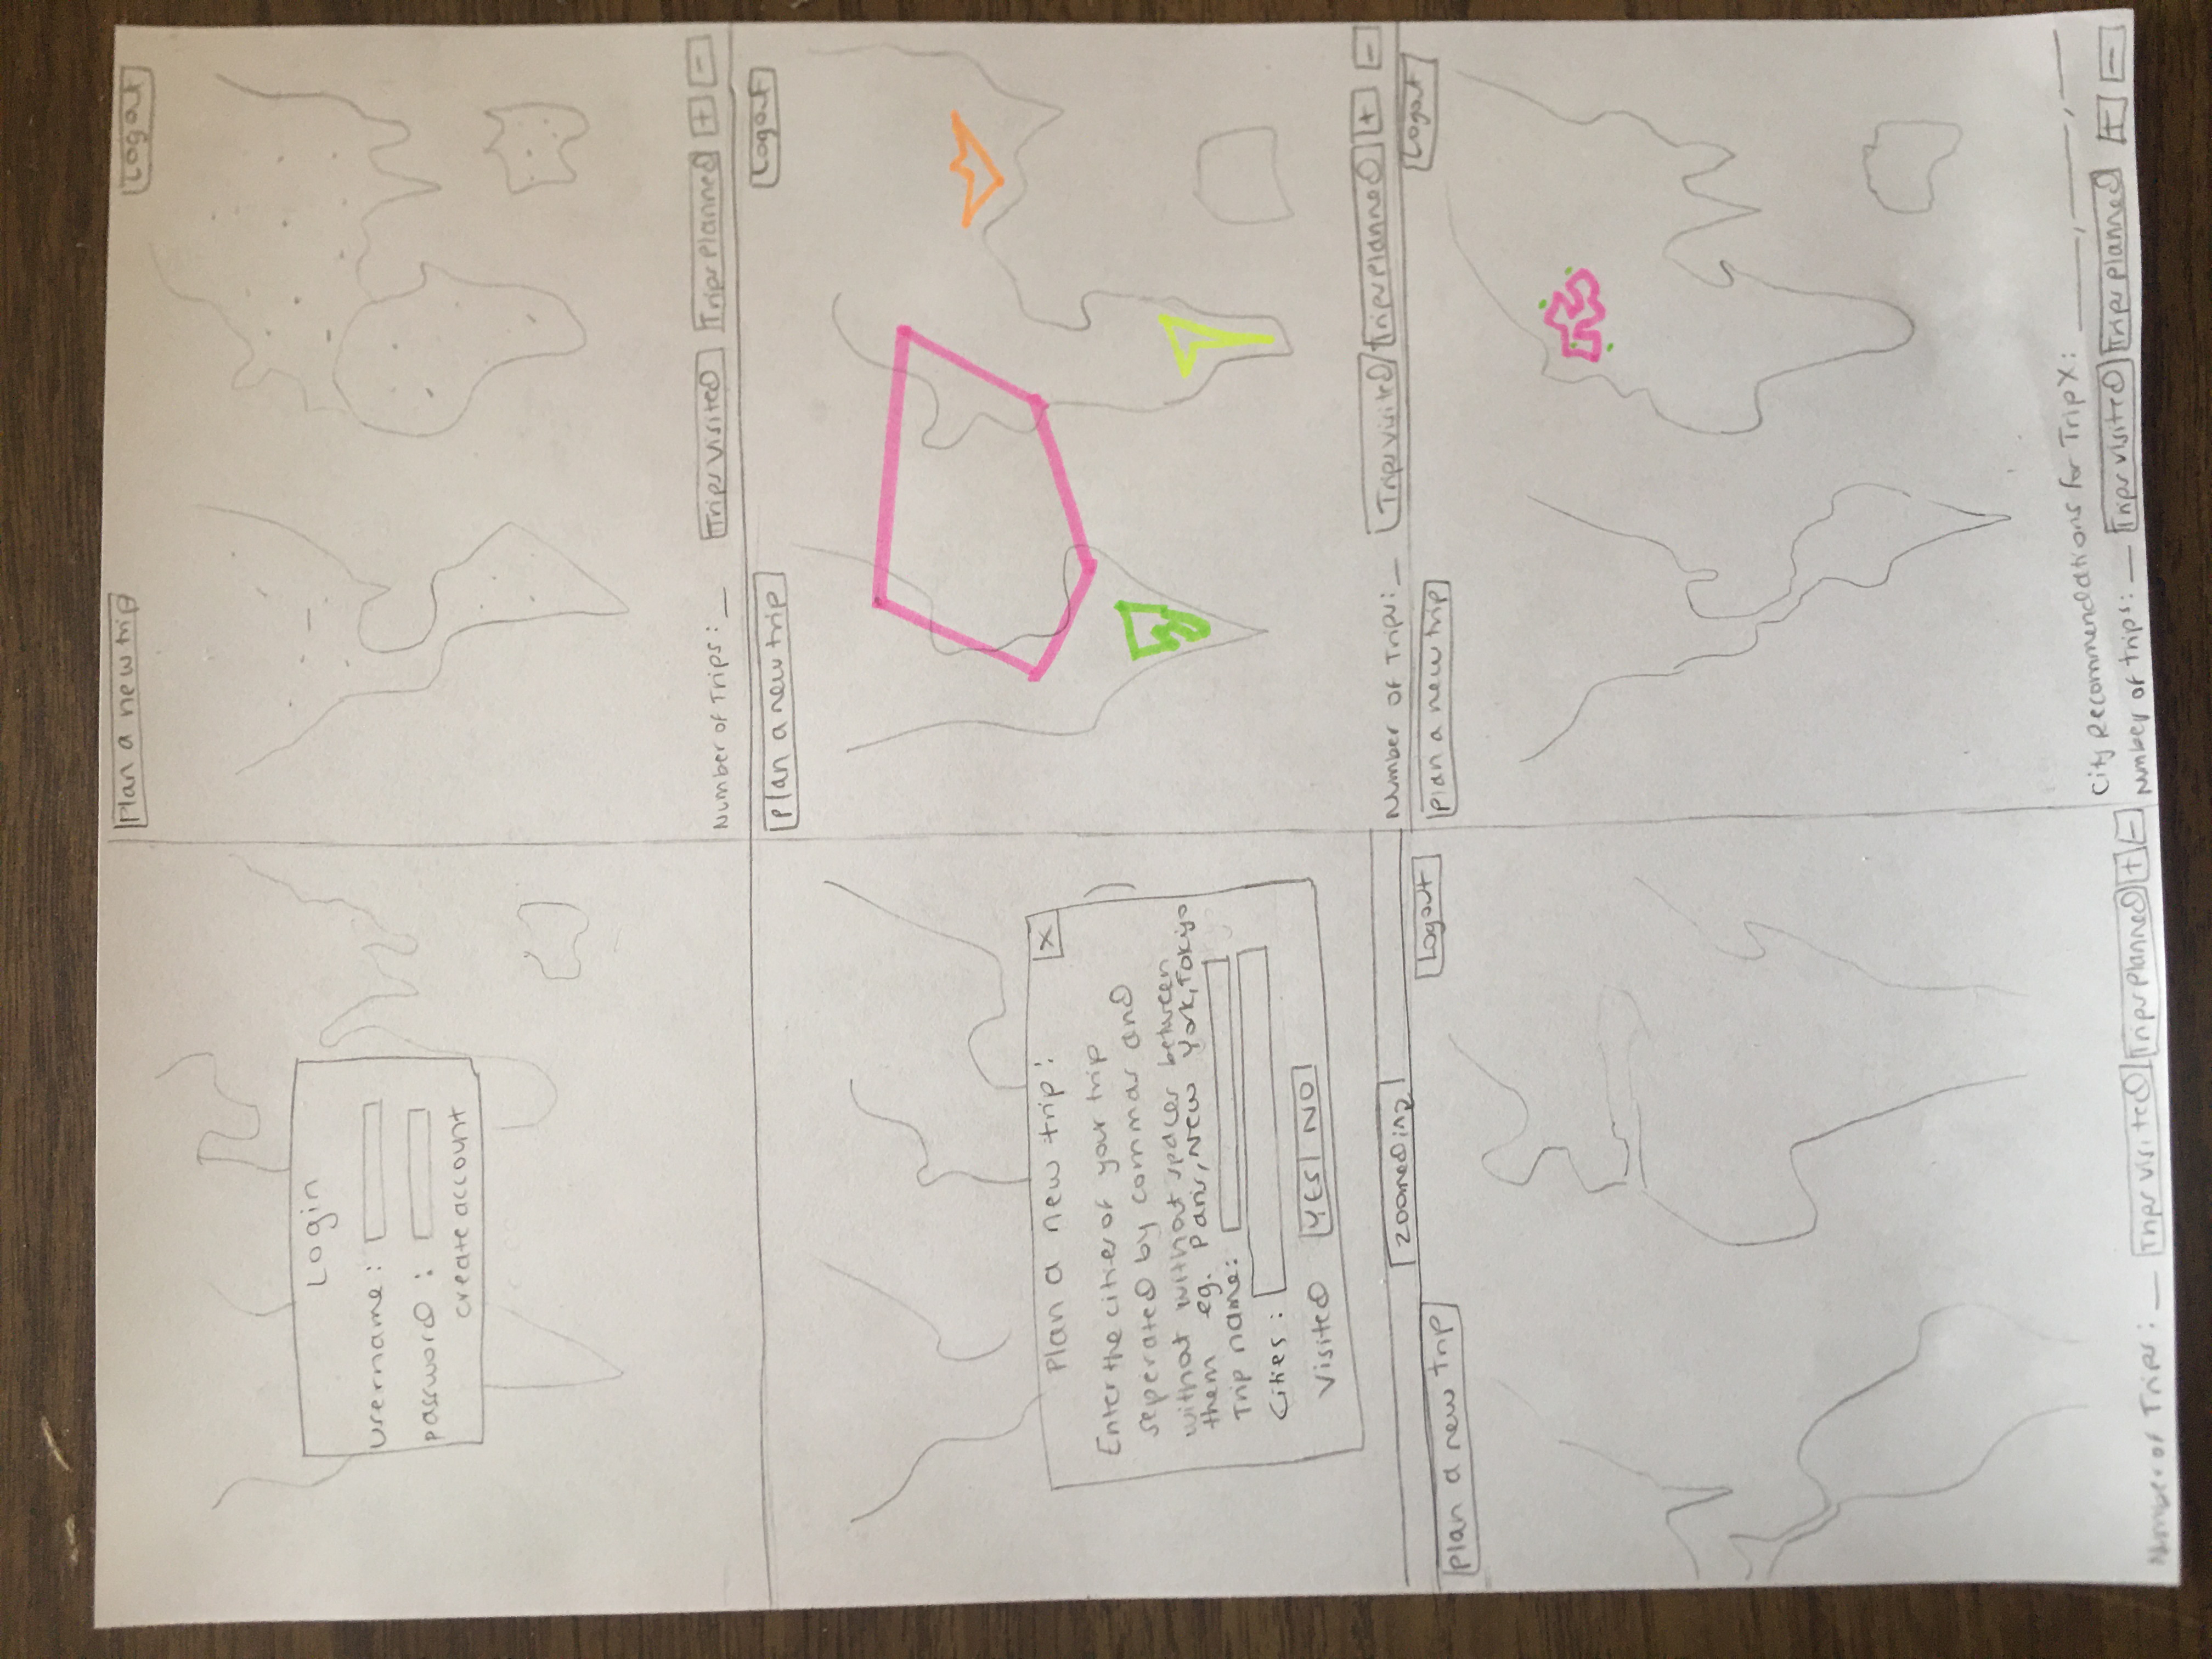 Login
username:
password:
create account
Plan a new trip
Logout
Number of Trips: __ Trips Visited Trips Planned + -
Plan a new trip: X
Enter the cities of your trip
seperated by commas and
without without spaces between
them eg. Paris,New York,Tokyo
Trip name:
Cities:
Visited YES NO
Plan a new trip
Logout
Number of Trips: __ Trips Visited Trips Planned + -
zoomed in
Plan a new trip
Logout
Number of Trips: __ Trips Visited Trips Planned + -
Plan a new trip
Logout
City Recommendations for Trip X: ____, ____, ____
Number of trips: __ Trips Visited Trips Planned + -